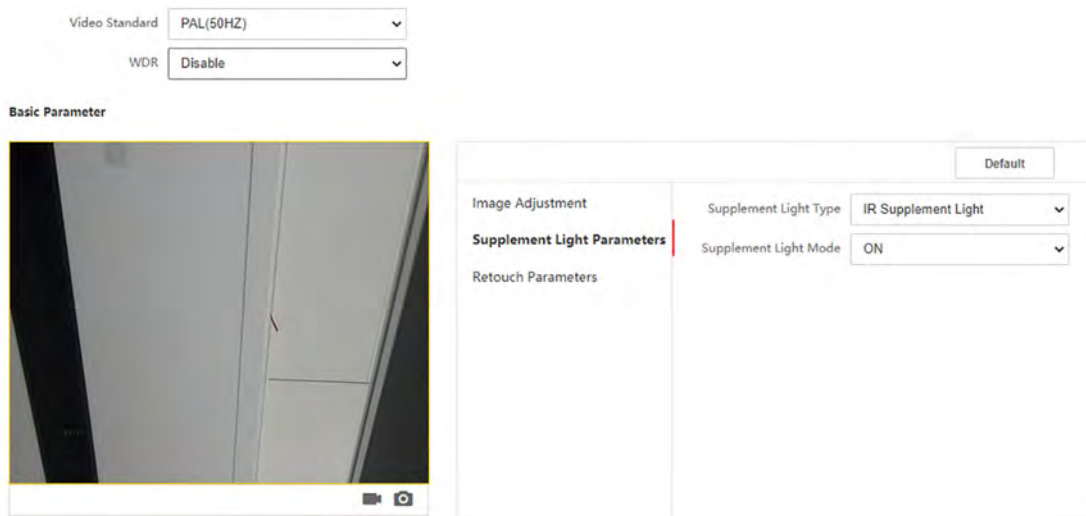 Video Standard PAL(50HZ)
WDR Disable
Basic Parameter
Default
Image Adjustment
Supplement Light Parameters
Retouch Parameters
Supplement Light Type IR Supplement Light
Supplement Light Mode ON